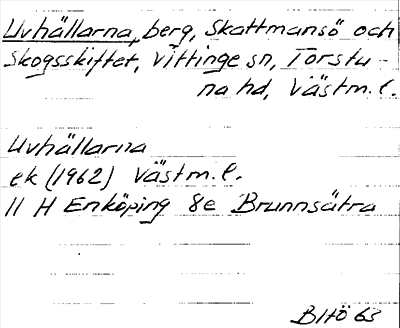 Uvhällarna, berg, Skattmansö och
Skogsskiftet, Vittinge sn, Torstu-
na hd, Västm. l.
Uvhällarna
ek (1962) Västm. l.
11 H Enköping 8e Brunnsätra
BHÖ 63